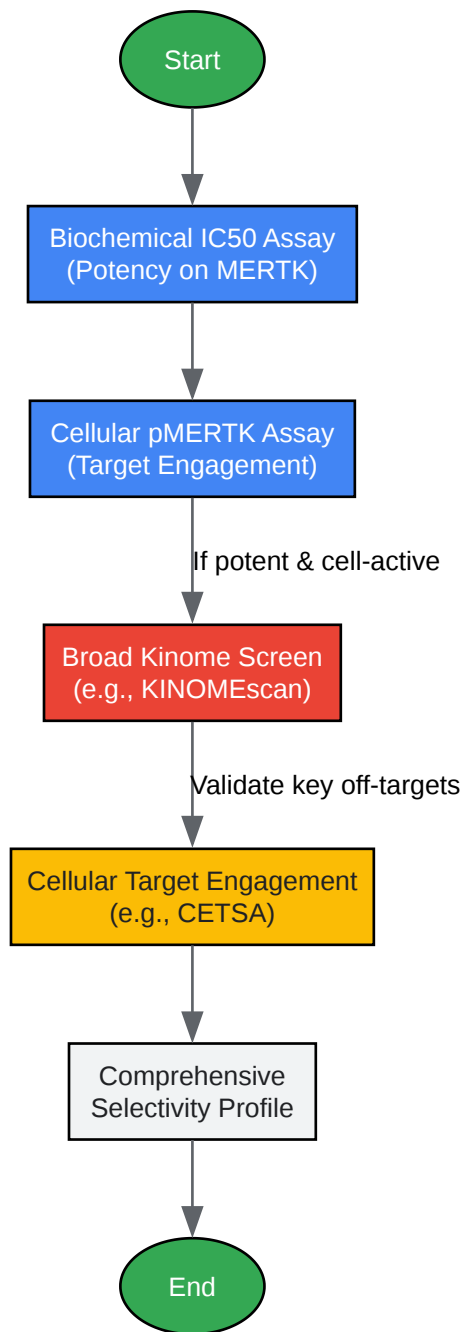 Start
Biochemical IC50 Assay
(Potency on MERTK)
Cellular pMERTK Assay
(Target Engagement)
If potent & cell-active
Broad Kinome Screen
(e.g., KINOMEscan)
Validate key off-targets
Cellular Target Engagement
(e.g., CETSA)
Comprehensive
Selectivity Profile
End